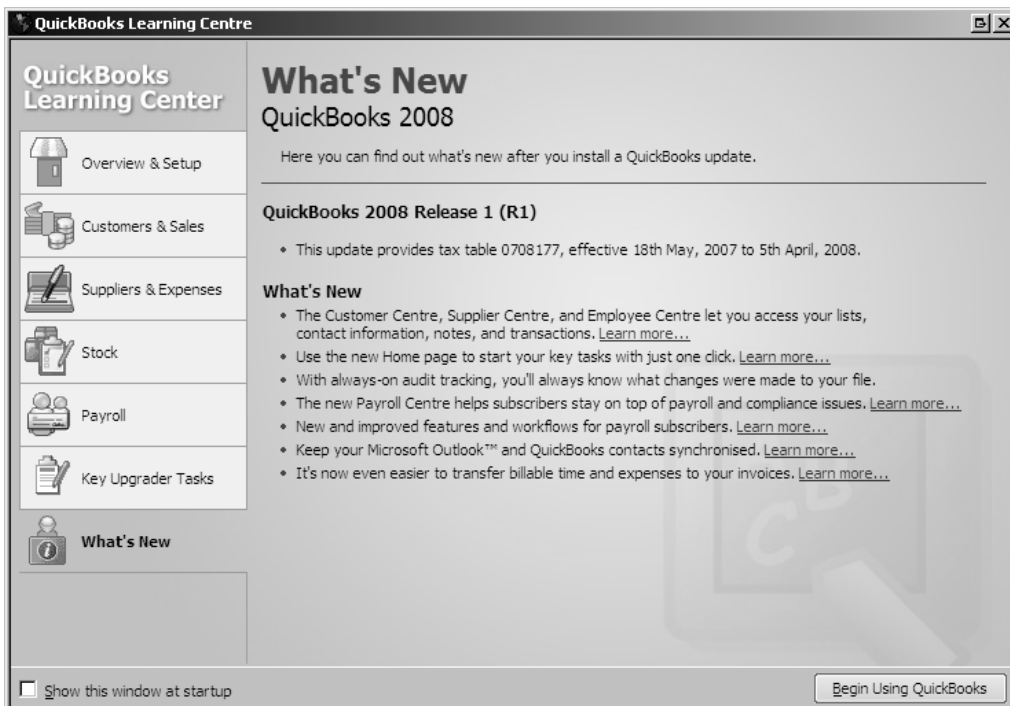 QuickBooks Learning Centre
QuickBooks
Learning Center
Overview & Setup
Customers & Sales
Suppliers & Expenses
Stock
Payroll
Key Upgrader Tasks
What's New
What's New
QuickBooks 2008
Here you can find out what's new after you install a QuickBooks update.
QuickBooks 2008 Release 1 (R1)
• This update provides tax table 0708177, effective 18th May, 2007 to 5th April, 2008.
What's New
• The Customer Centre, Supplier Centre, and Employee Centre let you access your lists,
contact information, notes, and transactions. Learn more...
• Use the new Home page to start your key tasks with just one click. Learn more...
• With always-on audit tracking, you'll always know what changes were made to your file.
• The new Payroll Centre helps subscribers stay on top of payroll and compliance issues. Learn more...
• New and improved features and workflows for payroll subscribers. Learn more...
• Keep your Microsoft Outlook™ and QuickBooks contacts synchronised. Learn more...
• It's now even easier to transfer billable time and expenses to your invoices. Learn more...
Show this window at startup
Begin Using QuickBooks